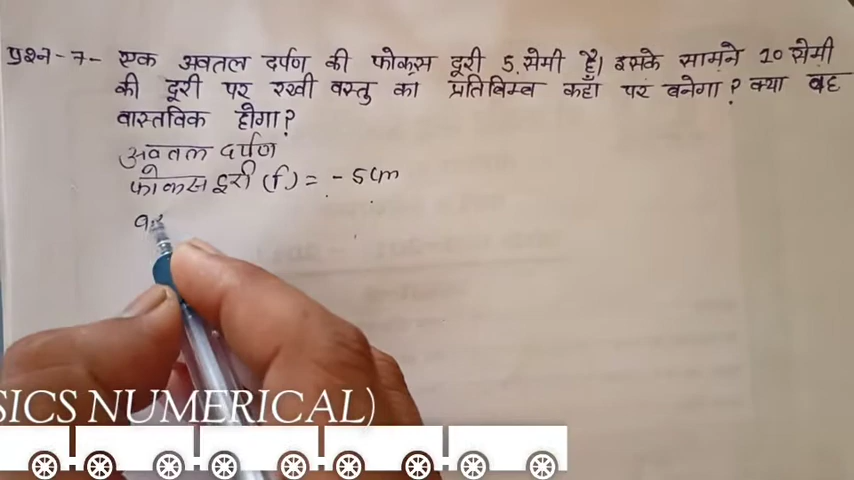 प्रश्न-7- एक अवतल दर्पण की फोकस दूरी 5 सेमी है। इसके सामने 10 सेमी
की दूरी पर रखी वस्तु का प्रतिबिम्ब कहाँ पर बनेगा? क्या वह
वास्तविक होगा?
अवतल दर्पण
फोकस दूरी (f) = - 5cm
SICS NUMERICAL)